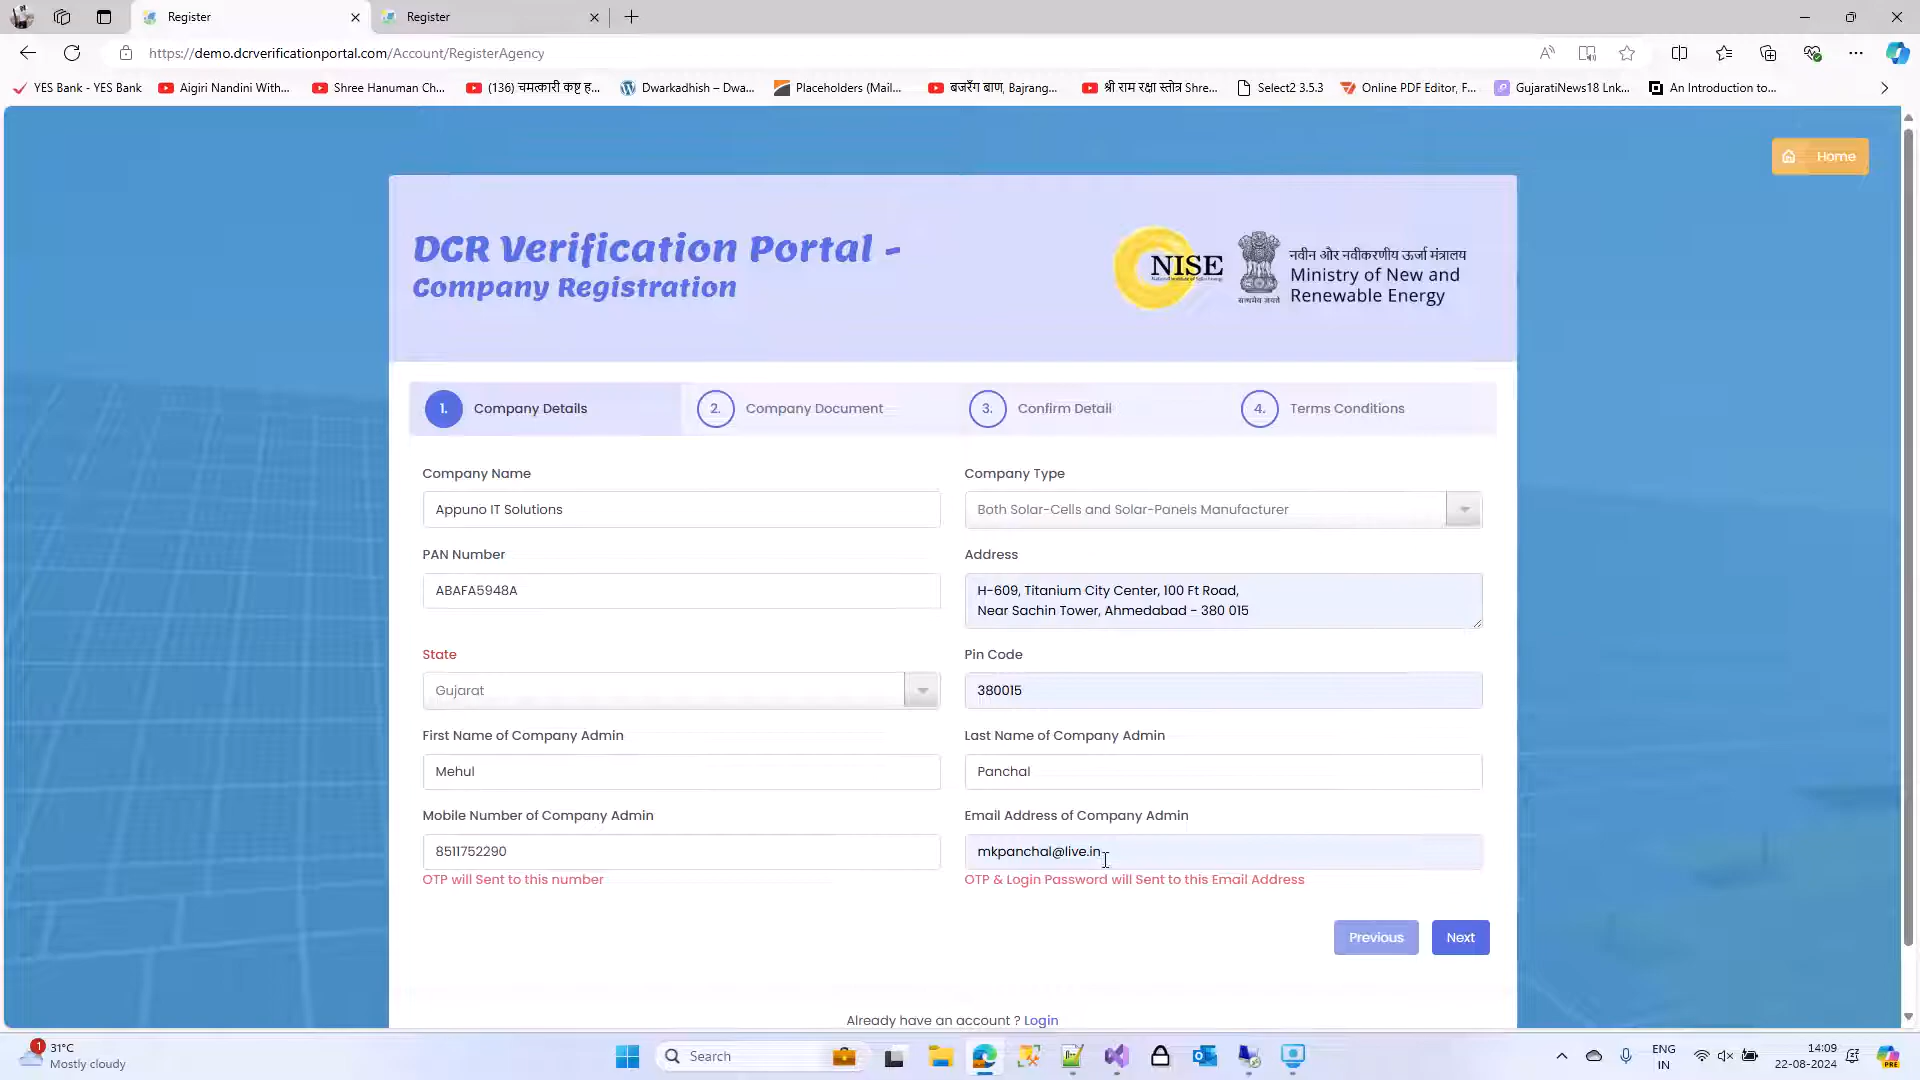 Register
Register
https://demo.dcrverificationportal.com/Account/RegisterAgency
YES Bank - YES Bank
Aigiri Nandini With...
Shree Hanuman Ch...
(136) चमत्कारी कष्ट ह...
Dwarkadhish – Dwa...
Placeholders (Mail...
बजरँग बाण, Bajrang...
श्री राम रक्षा स्तोत्र Shre...
Select2 3.5.3
Online PDF Editor, F...
GujaratiNews18 Lnk...
An Introduction to...
Home
DCR Verification Portal -
Company Registration
NISE
सत्यमेव जयते
नवीन और नवीकरणीय ऊर्जा मंत्रालय
Ministry of New and
Renewable Energy
1. Company Details
2. Company Document
3. Confirm Detail
4. Terms Conditions
Company Name
Appuno IT Solutions
Company Type
Both Solar-Cells and Solar-Panels Manufacturer
PAN Number
ABAFA5948A
Address
H-609, Titanium City Center, 100 Ft Road,
Near Sachin Tower, Ahmedabad - 380 015
State
Gujarat
Pin Code
380015
First Name of Company Admin
Mehul
Last Name of Company Admin
Panchal
Mobile Number of Company Admin
8511752290
OTP will Sent to this number
Email Address of Company Admin
mkpanchal@live.in
OTP & Login Password will Sent to this Email Address
Previous
Next
Already have an account ? Login
1
31°C
Mostly cloudy
Search
ENG
IN
14:09
22-08-2024
PRE